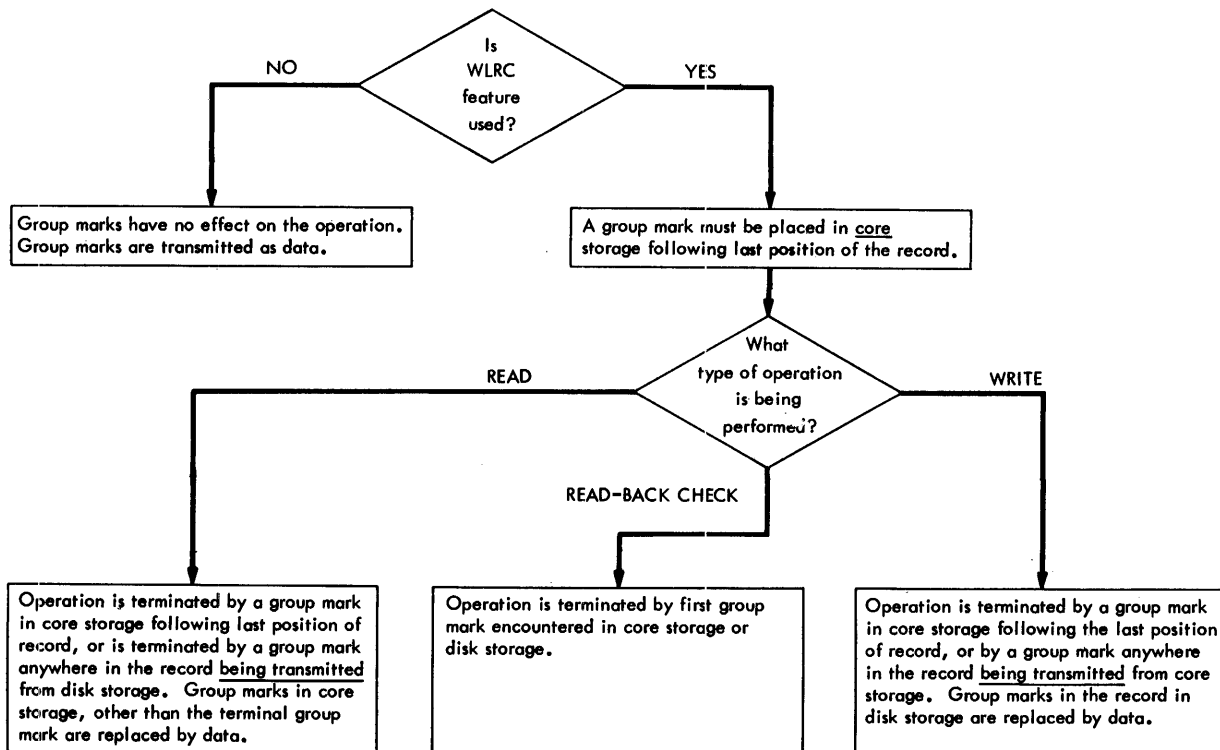 Is
WLRC
feature
used?
NO
YES
Group marks have no effect on the operation.
Group marks are transmitted as data.
A group mark must be placed in core
storage following last position of the record.
What
type of operation
is being
performed?
READ
WRITE
READ-BACK CHECK
Operation is terminated by a group mark
in core storage following last position of
record, or is terminated by a group mark
anywhere in the record being transmitted
from disk storage. Group marks in core
storage, other than the terminal group
mark are replaced by data.
Operation is terminated by first group
mark encountered in core storage or
disk storage.
Operation is terminated by a group mark
in core storage following the last position
of record, or by a group mark anywhere
in the record being transmitted from core
storage. Group marks in the record in
disk storage are replaced by data.